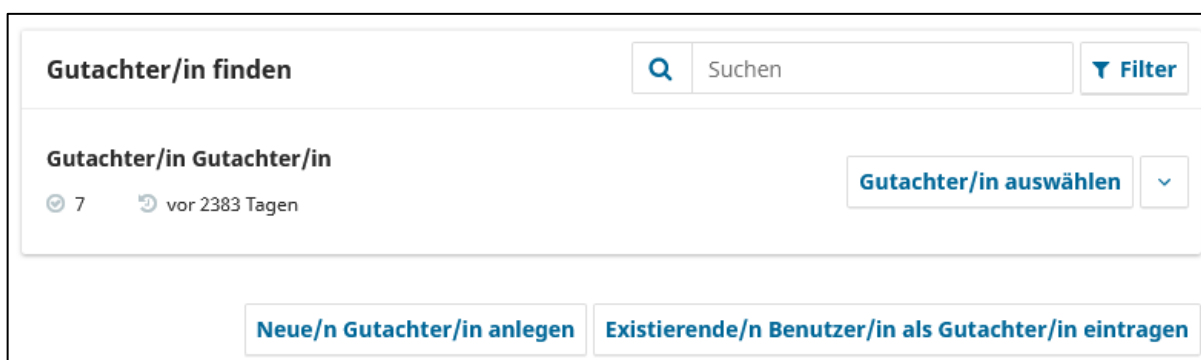 Gutachter/in finden
Suchen
Filter
Gutachter/in Gutachter/in
7 vor 2383 Tagen
Gutachter/in auswählen
Neue/n Gutachter/in anlegen
Existierende/n Benutzer/in als Gutachter/in eintragen